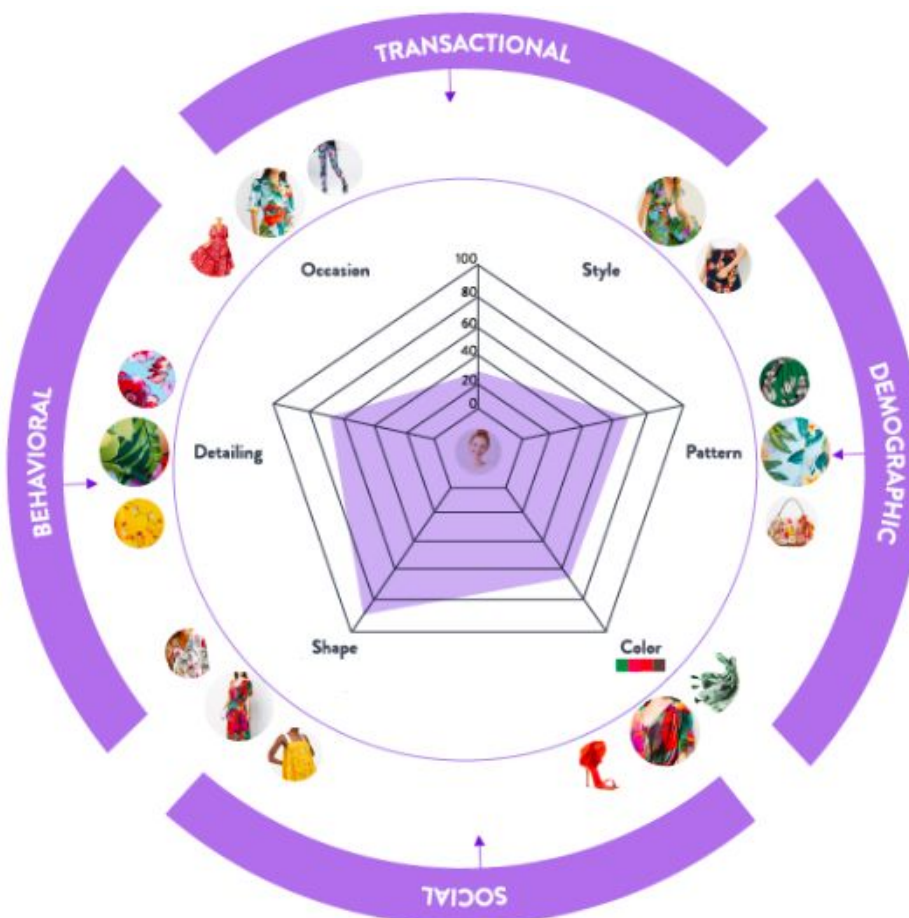 TRANSACTIONAL
Occasion
Style
100
80
60
40
20
0
BEHAVIORAL
DEMOGRAPHIC
Detailing
Pattern
Shape
Color
SOCIAL